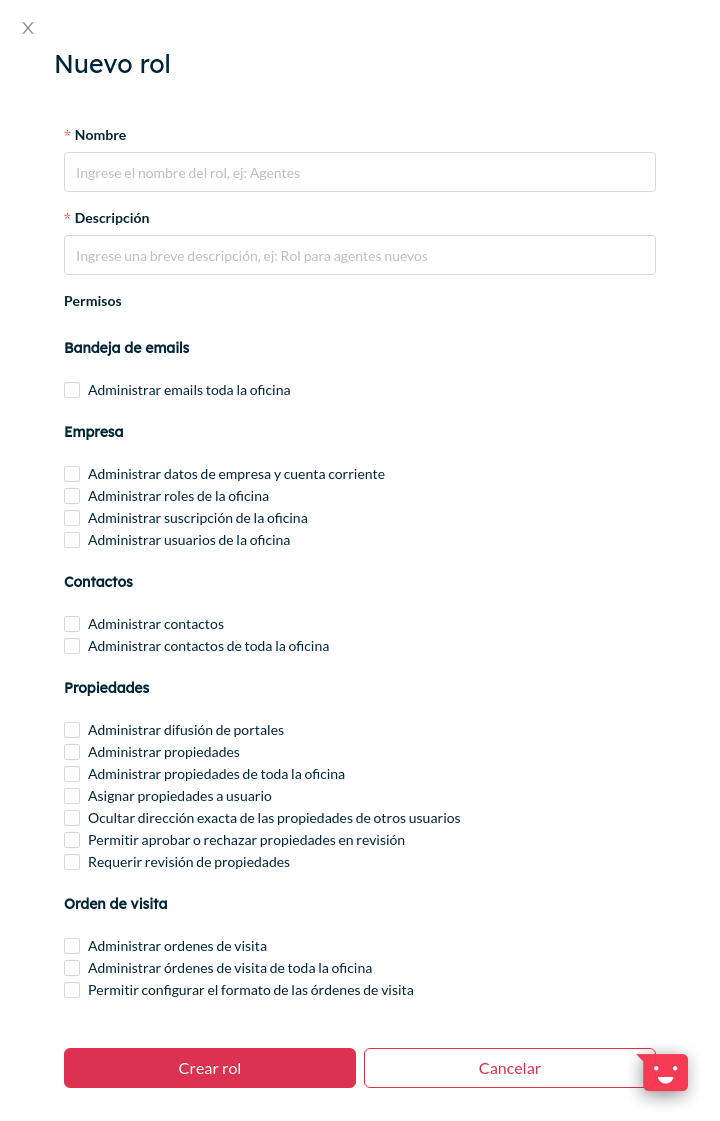 Nuevo rol
* Nombre
Ingrese el nombre del rol, ej: Agentes
* Descripción
Ingrese una breve descripción, ej: Rol para agentes nuevos
Permisos
Bandeja de emails
Administrar emails toda la oficina
Empresa
Administrar datos de empresa y cuenta corriente
Administrar roles de la oficina
Administrar suscripción de la oficina
Administrar usuarios de la oficina
Contactos
Administrar contactos
Administrar contactos de toda la oficina
Propiedades
Administrar difusión de portales
Administrar propiedades
Administrar propiedades de toda la oficina
Asignar propiedades a usuario
Ocultar dirección exacta de las propiedades de otros usuarios
Permitir aprobar o rechazar propiedades en revisión
Requerir revisión de propiedades
Orden de visita
Administrar ordenes de visita
Administrar órdenes de visita de toda la oficina
Permitir configurar el formato de las órdenes de visita
Crear rol
Cancelar